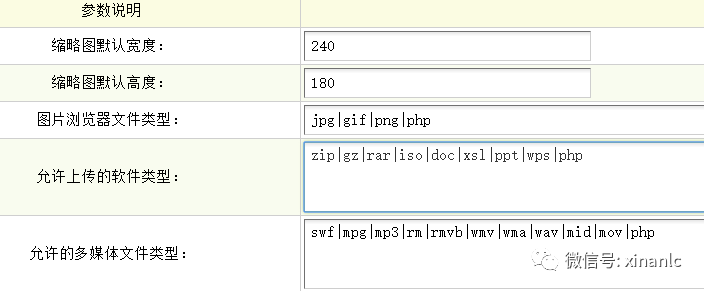 参数说明
缩略图默认宽度： 240
缩略图默认高度： 180
图片浏览器文件类型： jpg|gif|png|php
允许上传的软件类型： zip|gz|rar|iso|doc|xsl|ppt|wps|php
允许的多媒体文件类型： swf|mpg|mp3|rm|rmvb|wmv|wma|wav|mid|mov|php
微信号: xinanlc